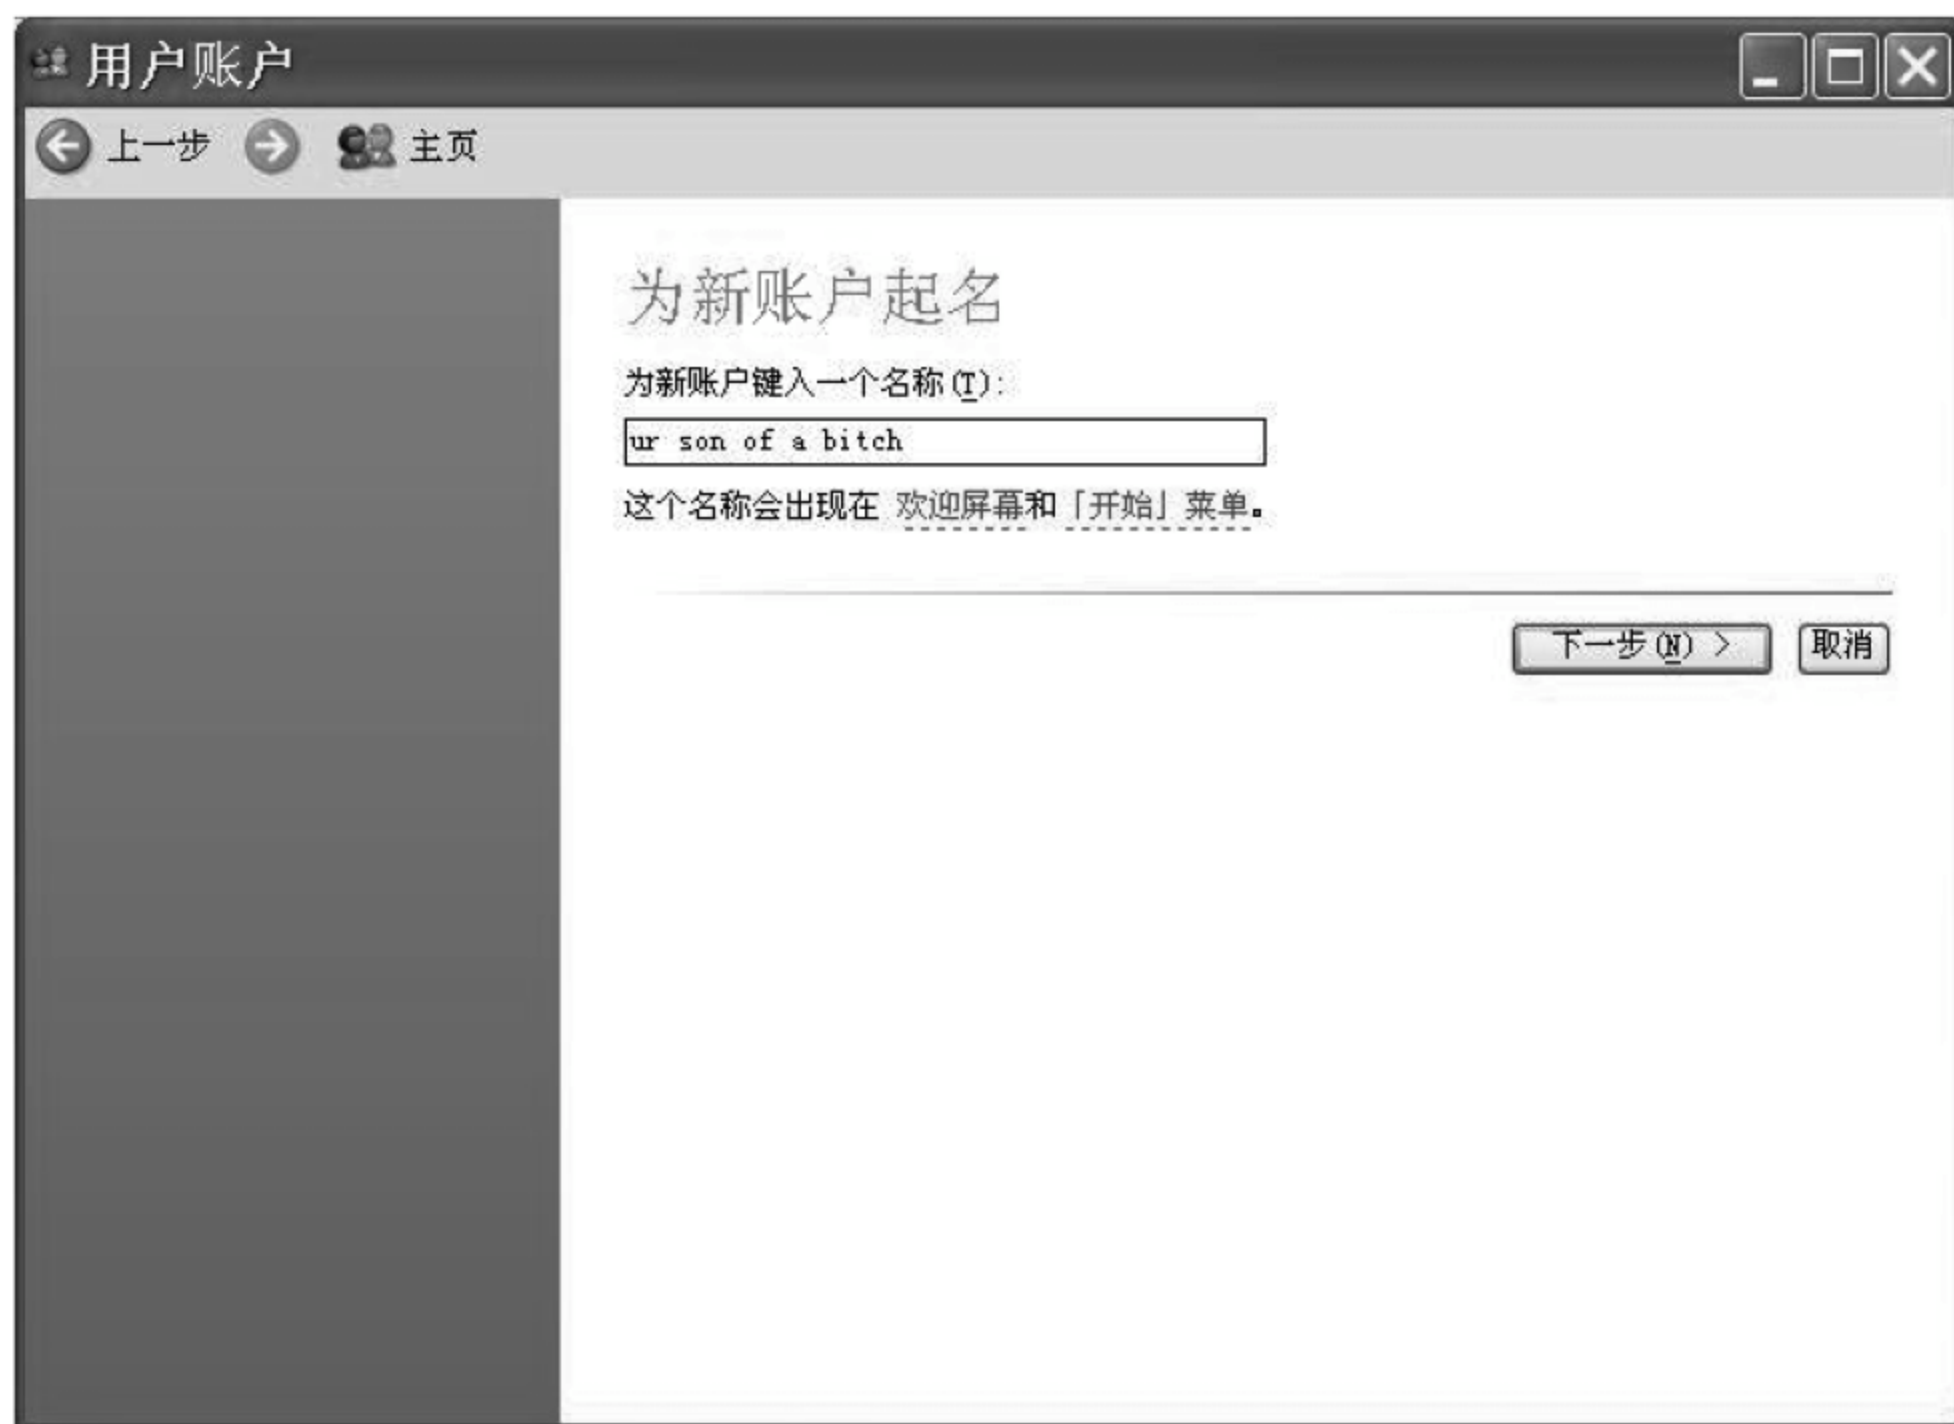 用户账户
上一步 主页
为新账户起名
为新账户键入一个名称(T):
ur son of a bitch
这个名称会出现在 欢迎屏幕和「开始」菜单。
下一步(N) > 取消